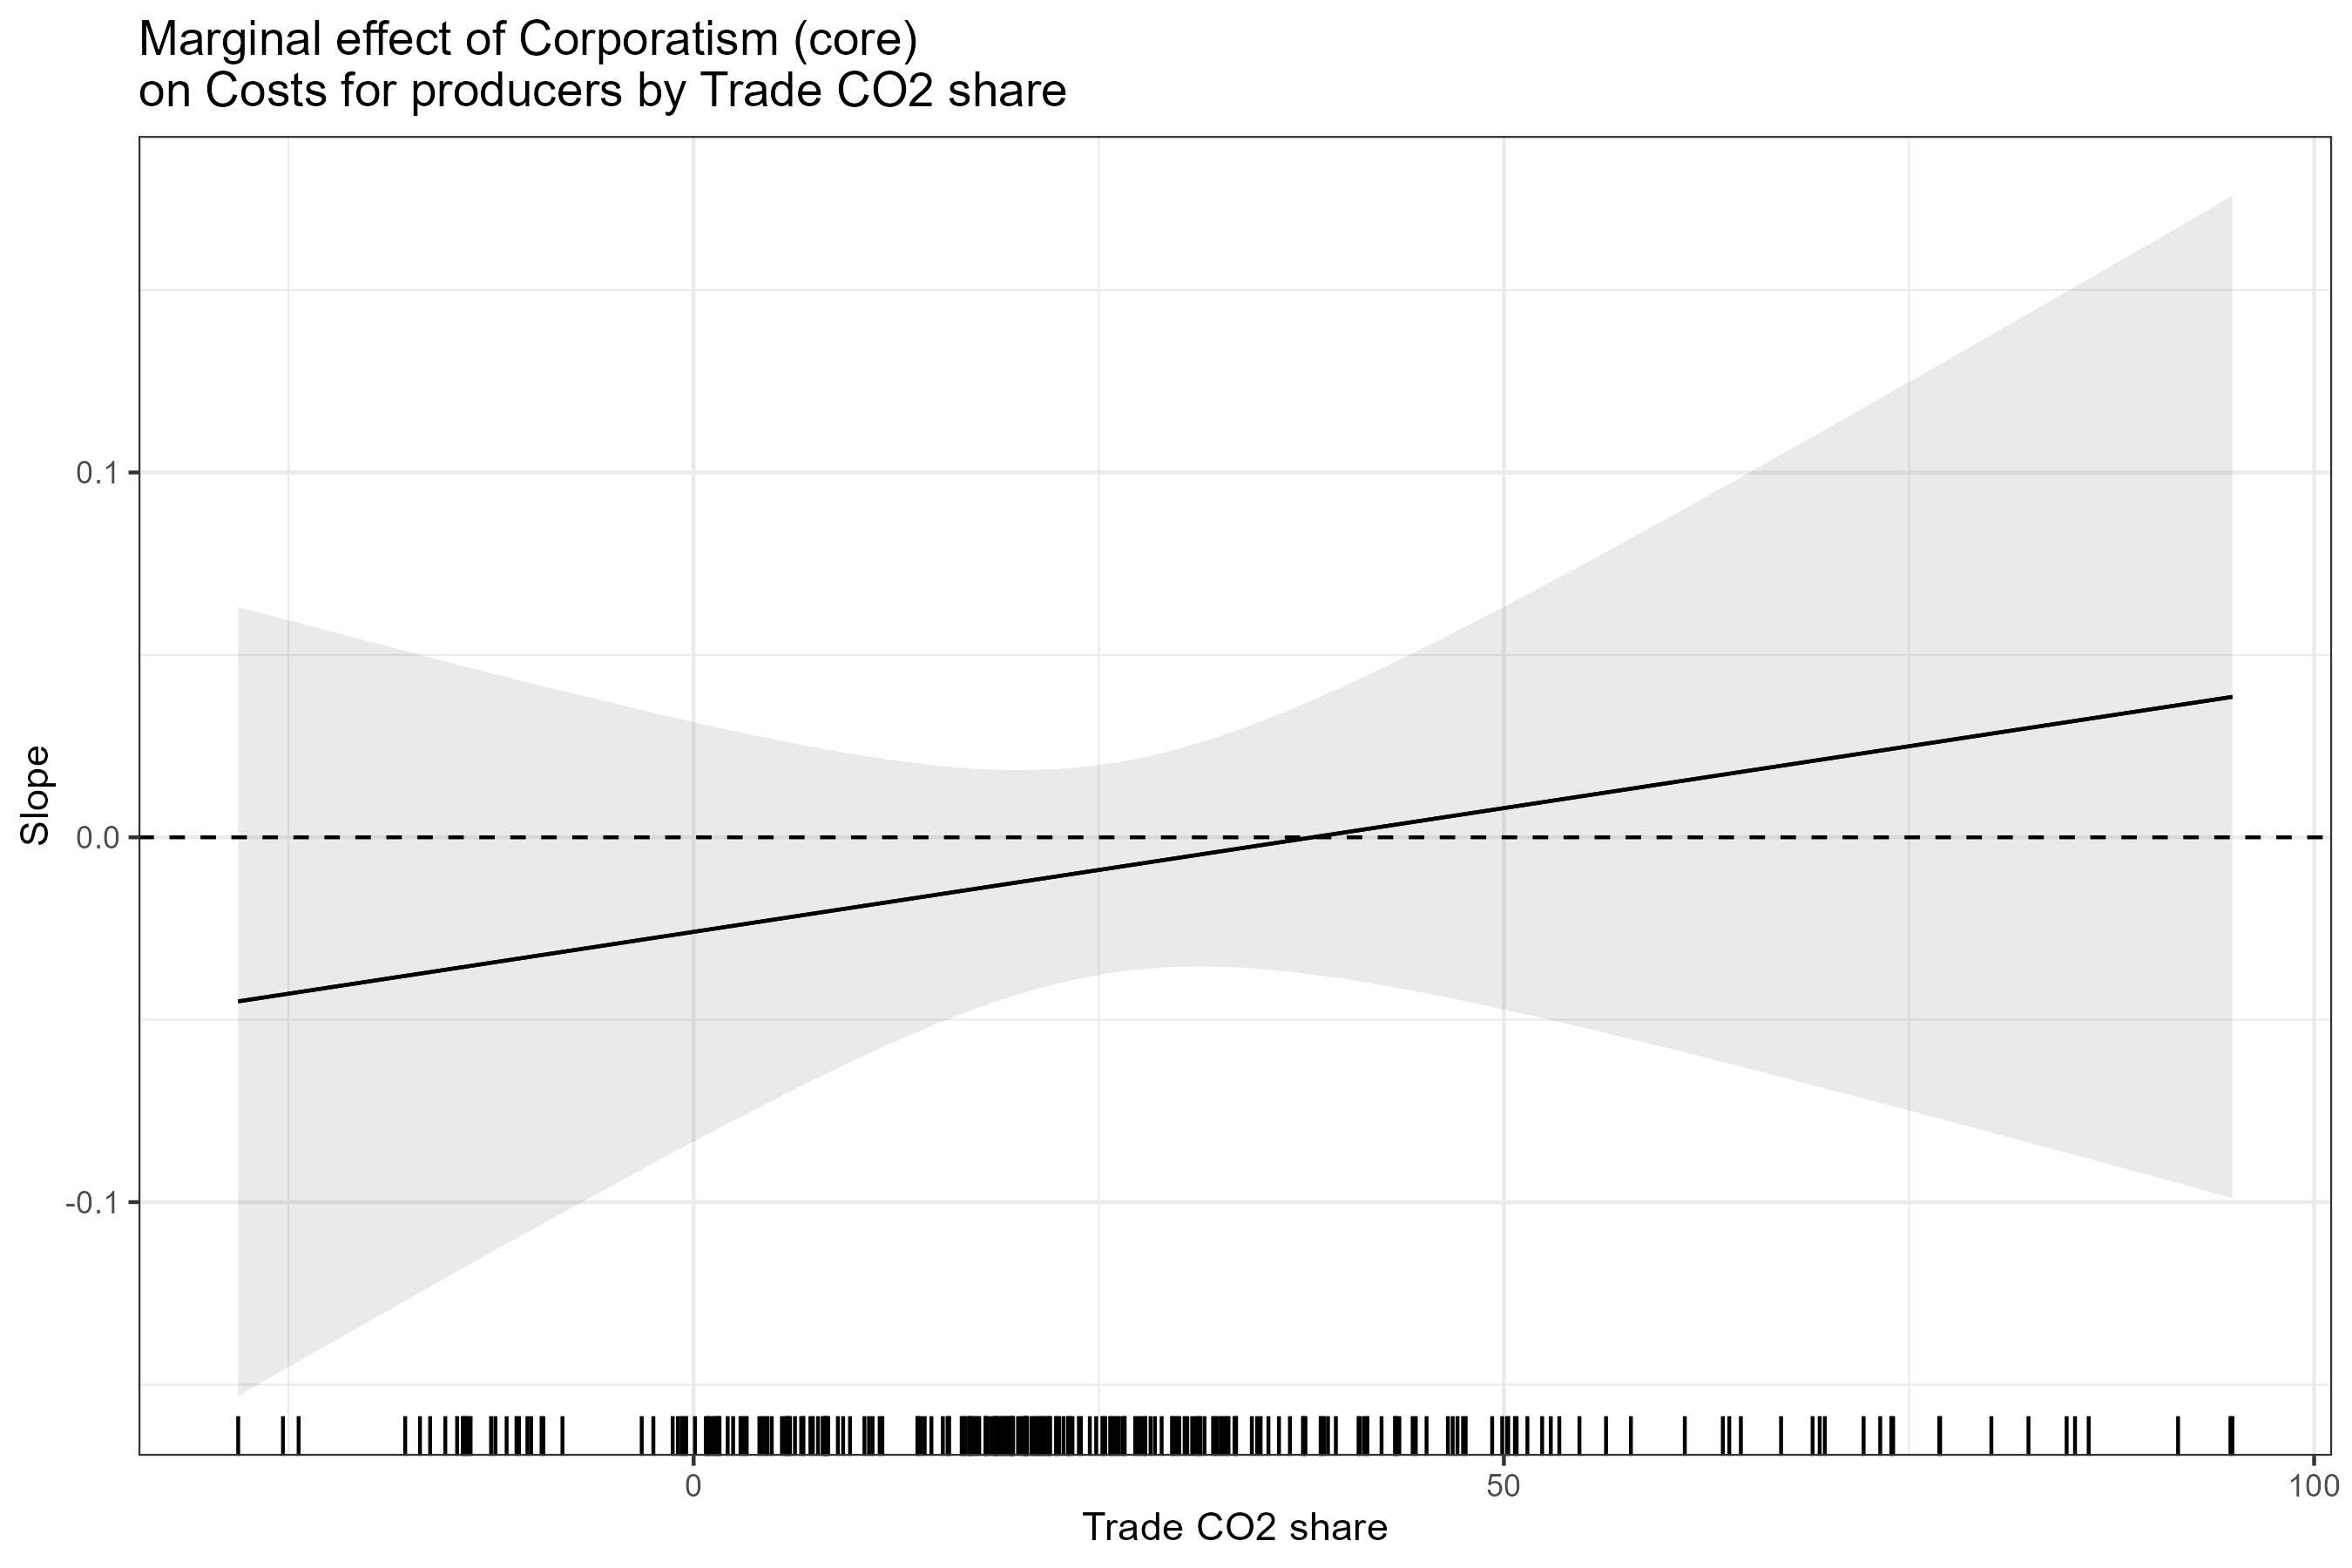 Marginal effect of Corporatism (core)
on Costs for producers by Trade CO2 share
0.1
0.0
-0.1
Slope
0
50
100
Trade CO2 share